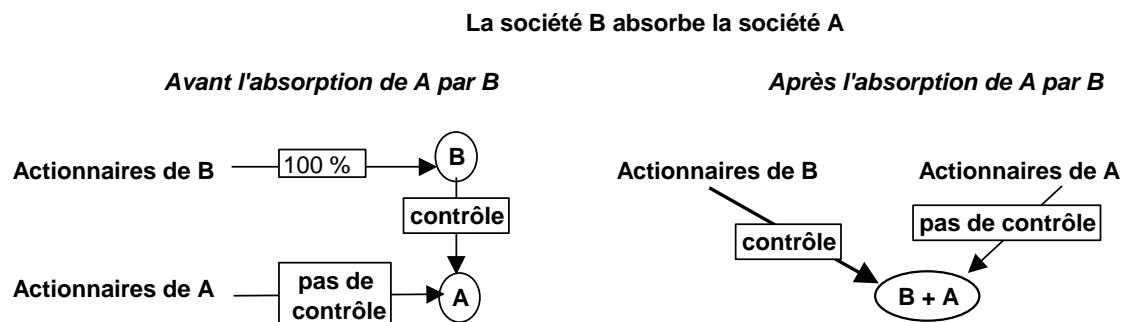 La société B absorbe la société A
Avant l'absorption de A par B
Après l'absorption de A par B
Actionnaires de B
100 %
B
contrôle
Actionnaires de A
pas de
contrôle
A
Actionnaires de B
Actionnaires de A
contrôle
pas de contrôle
B + A